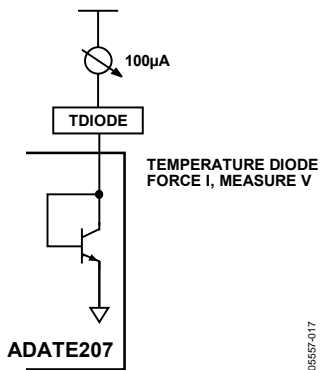 100µA
TDIODE
TEMPERATURE DIODE
FORCE I, MEASURE V
ADATE207
05557-017